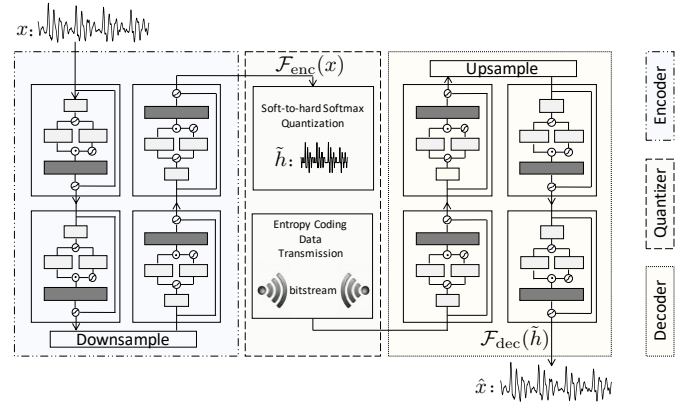 x:
F_enc(x)
Upsample
Soft-to-hard Softmax
Quantization
h̃:
Entropy Coding
Data
Transmission
bitstream
Downsample
F_dec(h̃)
x̂:
Encoder
Quantizer
Decoder